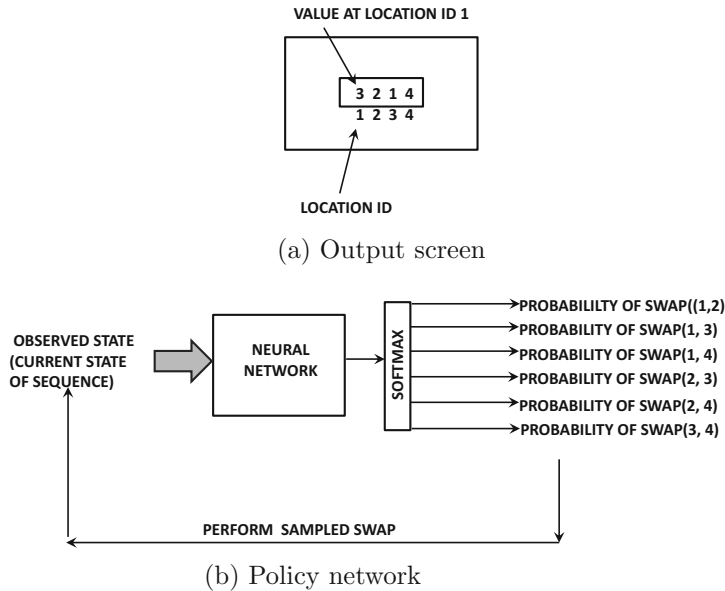 VALUE AT LOCATION ID 1
3 2 1 4
1 2 3 4
LOCATION ID
(a) Output screen
OBSERVED STATE
(CURRENT STATE
OF SEQUENCE)
NEURAL
NETWORK
SOFTMAX
PROBABILILTY OF SWAP((1,2)
PROBABILITY OF SWAP(1, 3)
PROBABILITY OF SWAP(1, 4)
PROBABILITY OF SWAP(2, 3)
PROBABILITY OF SWAP(2, 4)
PROBABILITY OF SWAP(3, 4)
PERFORM SAMPLED SWAP
(b) Policy network